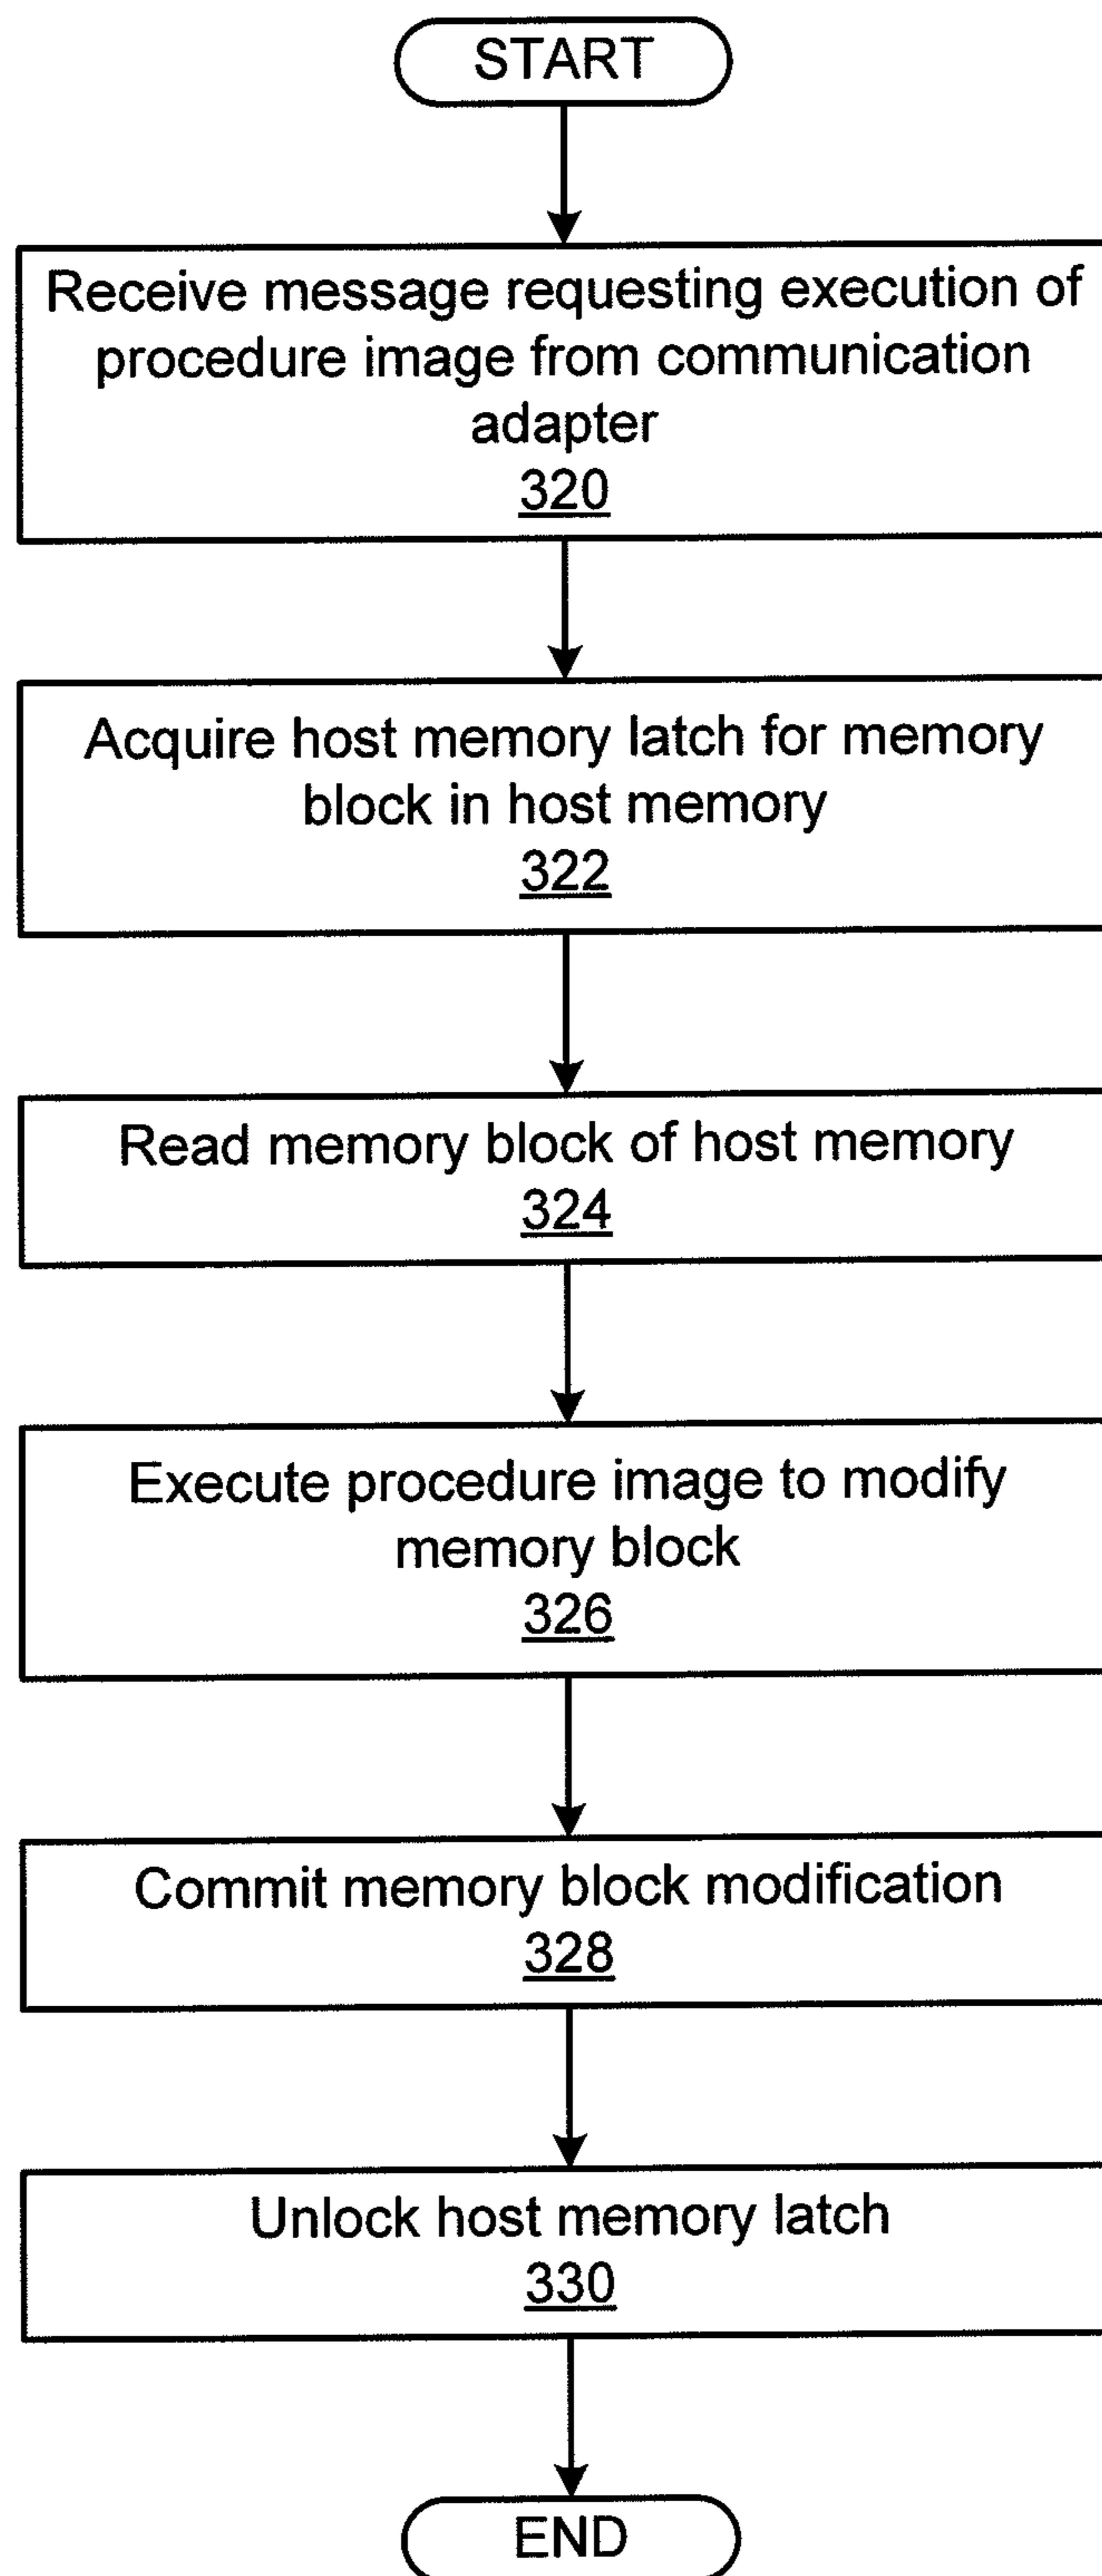 START
Receive message requesting execution of
procedure image from communication
adapter
320
Acquire host memory latch for memory
block in host memory
322
Read memory block of host memory
324
Execute procedure image to modify
memory block
326
Commit memory block modification
328
Unlock host memory latch
330
END